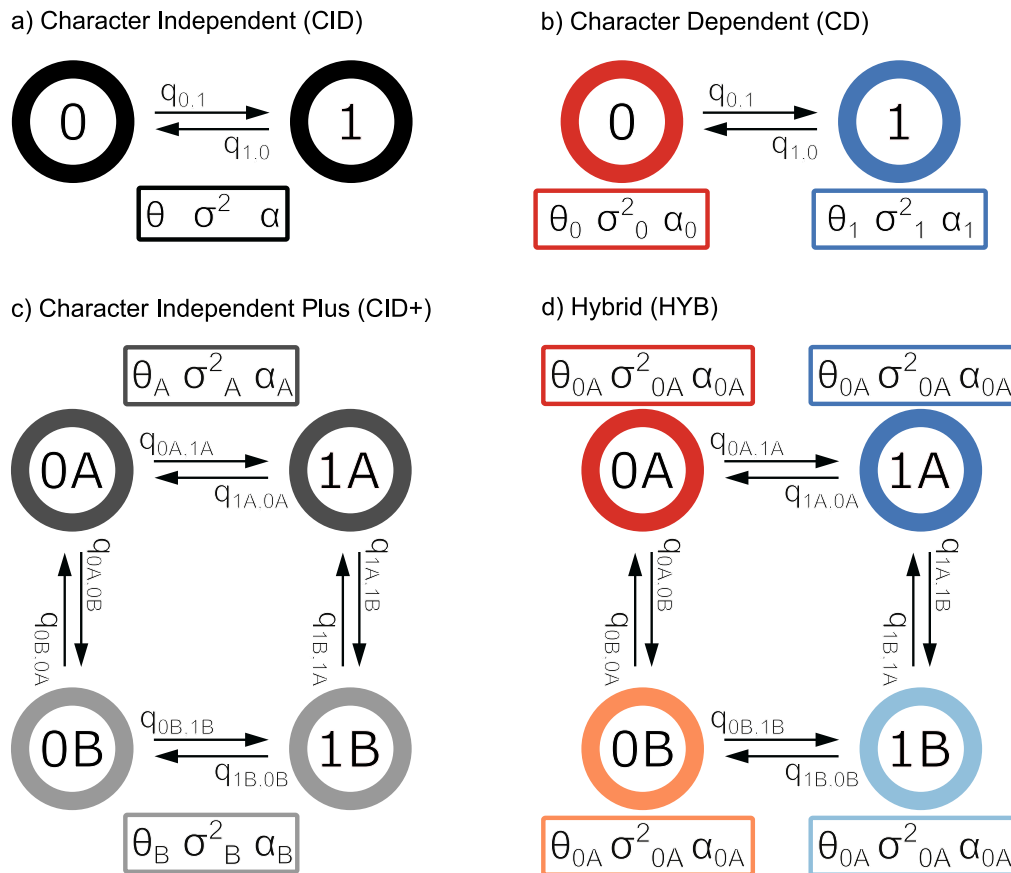 a) Character Independent (CID)
0
q0.1
q1.0
1
θ σ² α
b) Character Dependent (CD)
0
q0.1
q1.0
1
θ0 σ²0 α0
θ1 σ²1 α1
c) Character Independent Plus (CID+)
θA σ²A αA
0A
q0A.1A
q1A.0A
1A
q0A.0B
q0B.0A
q1A.1B
q1B.1A
0B
q0B.1B
q1B.0B
1B
θB σ²B αB
d) Hybrid (HYB)
θ0A σ²0A α0A
θ0A σ²0A α0A
0A
q0A.1A
q1A.0A
1A
q0A.0B
q0B.0A
q1A.1B
q1B.1A
0B
q0B.1B
q1B.0B
1B
θ0A σ²0A α0A
θ0A σ²0A α0A